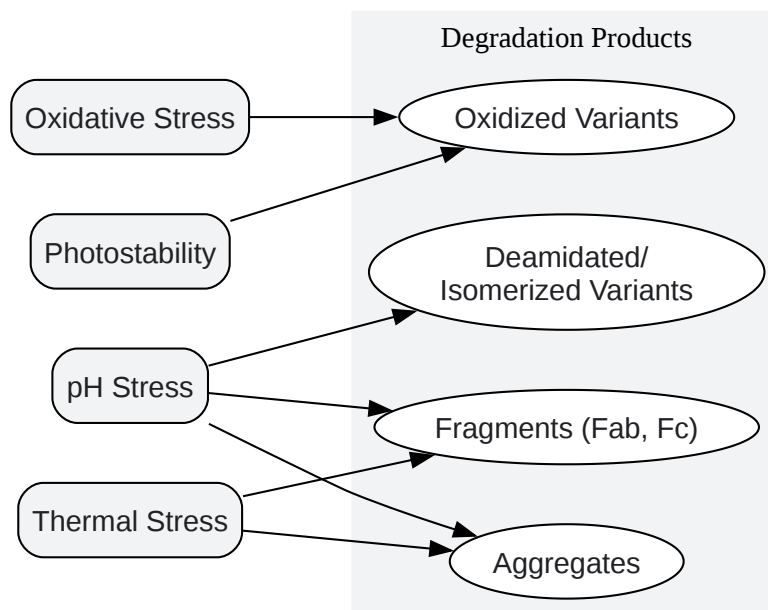 Degradation Products
Oxidative Stress
Oxidized Variants
Photostability
Deamidated/
Isomerized Variants
pH Stress
Fragments (Fab, Fc)
Thermal Stress
Aggregates